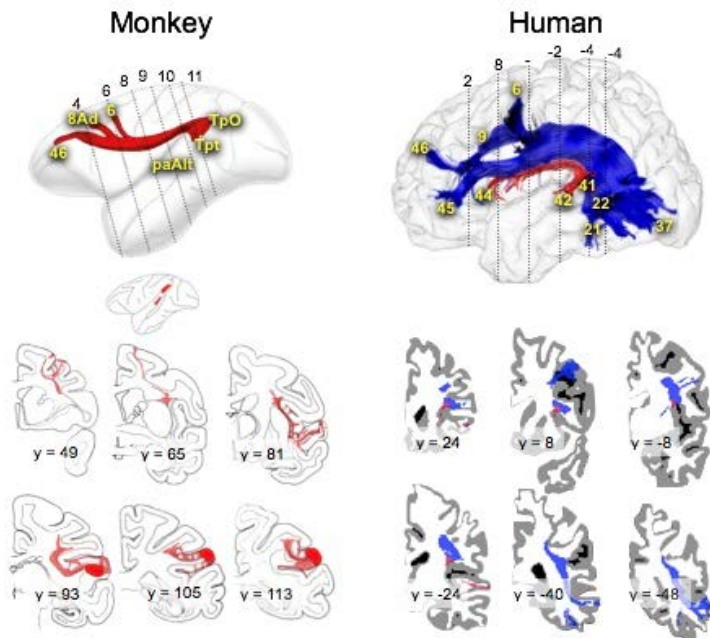 Monkey
4 6 8 9 10 11
8Ad 6
46
TpO
Tpt
paAlt
y = 49 y = 65 y = 81
y = 93 y = 105 y = 113
Human
2 8 - -2 -4 -4
6
46 9
45 44 42 41
22
21 37
y = 24 y = 8 y = -8
y = -24 y = -40 y = -48